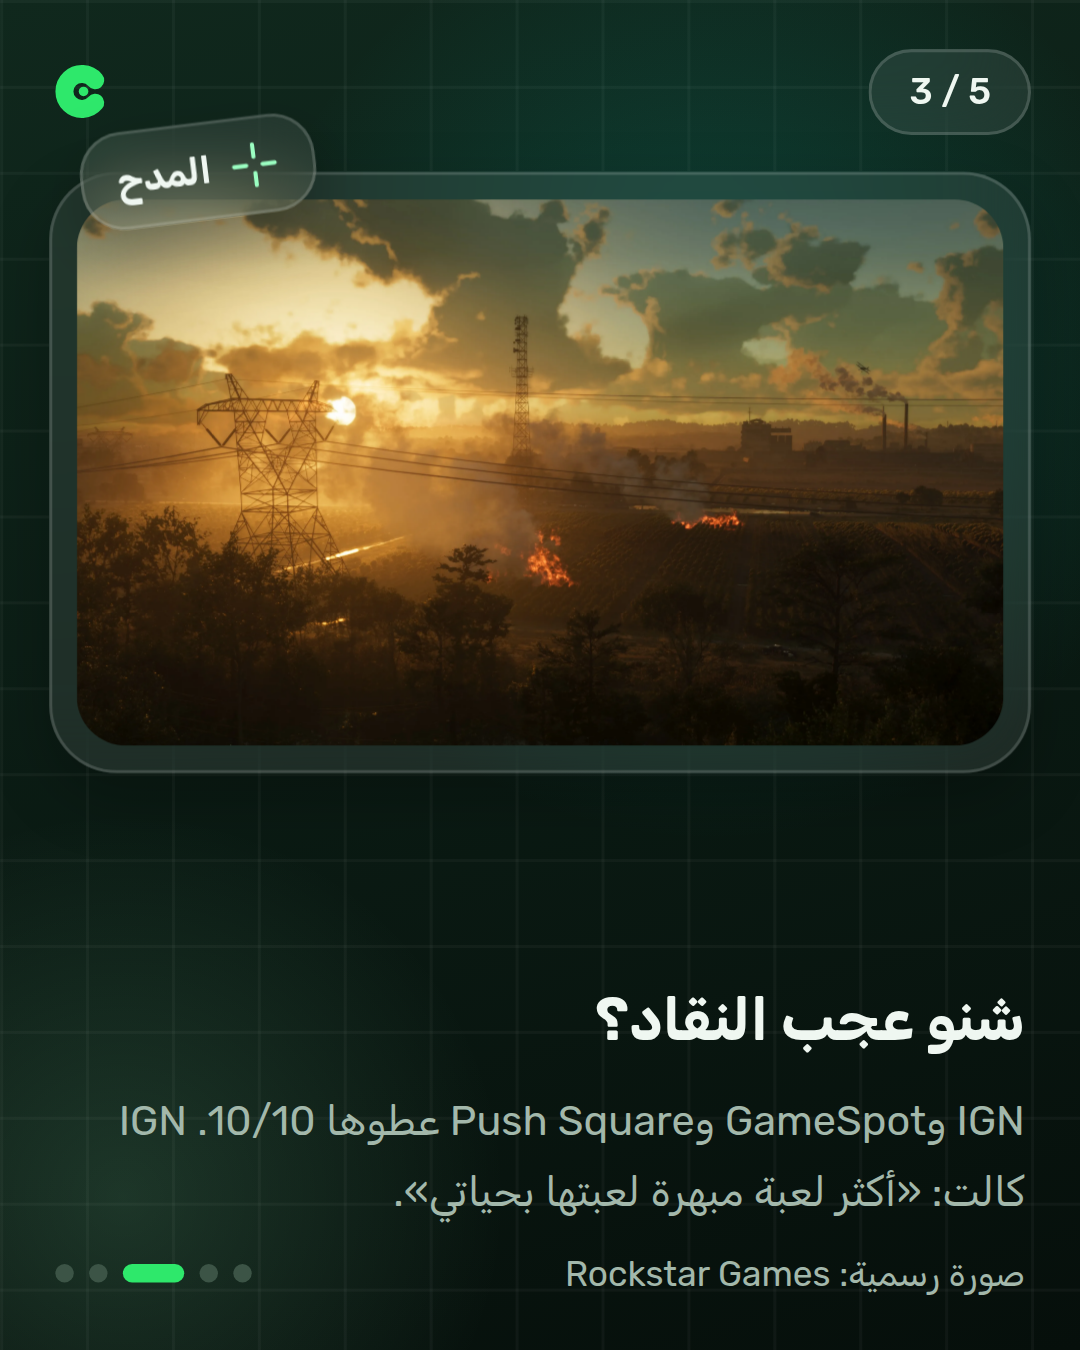 3 / 5
المدح
شنو عجب النقاد؟
IGN وGameSpot وPush Square عطوها 10/10. IGN
كالت: «أكثر لعبة مبهرة لعبتها بحياتي».
صورة رسمية: Rockstar Games